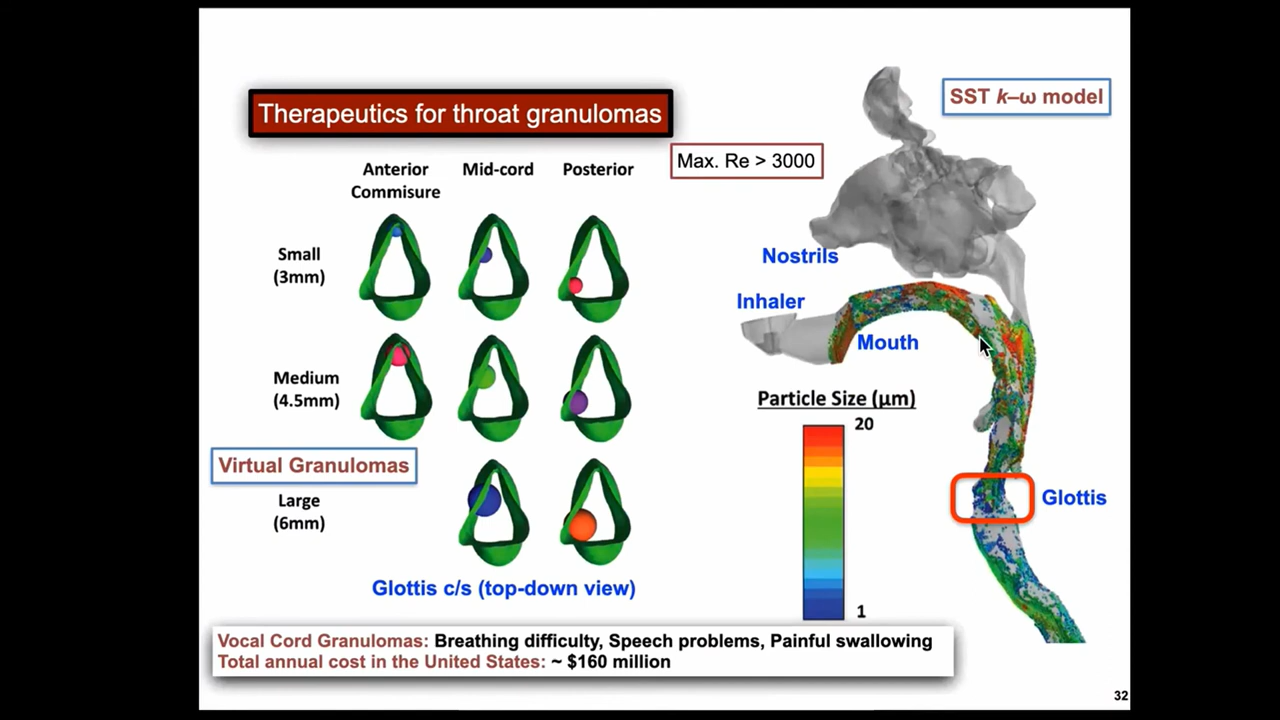 Therapeutics for throat granulomas
SST k–ω model
Max. Re > 3000
Anterior
Commisure
Mid-cord
Posterior
Small
(3mm)
Medium
(4.5mm)
Virtual Granulomas
Large
(6mm)
Glottis c/s (top-down view)
Nostrils
Inhaler
Mouth
Particle Size (μm)
20
1
Glottis
Vocal Cord Granulomas: Breathing difficulty, Speech problems, Painful swallowing
Total annual cost in the United States: ~ $160 million
32